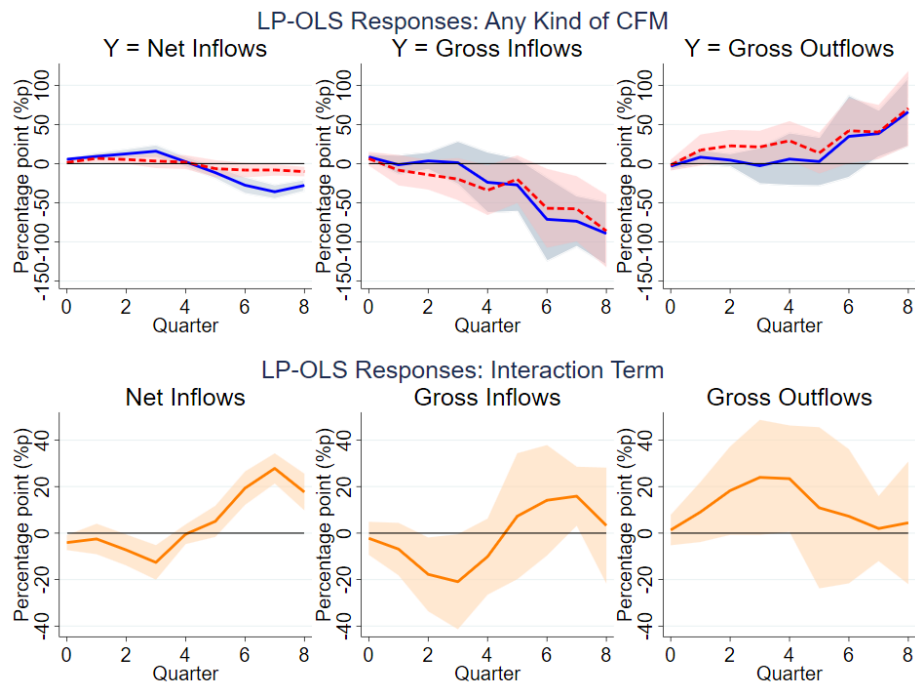 LP-OLS Responses: Any Kind of CFM
Y = Net Inflows
Y = Gross Inflows
Y = Gross Outflows
Percentage point (%p)
-150 -100 -50 0 50 100
0 2 4 6 8
Quarter
Percentage point (%p)
-150 -100 -50 0 50 100
0 2 4 6 8
Quarter
Percentage point (%p)
-150 -100 -50 0 50 100
0 2 4 6 8
Quarter
LP-OLS Responses: Interaction Term
Net Inflows
Gross Inflows
Gross Outflows
Percentage point (%p)
-40 -20 0 20 40
0 2 4 6 8
Quarter
Percentage point (%p)
-40 -20 0 20 40
0 2 4 6 8
Quarter
Percentage point (%p)
-40 -20 0 20 40
0 2 4 6 8
Quarter